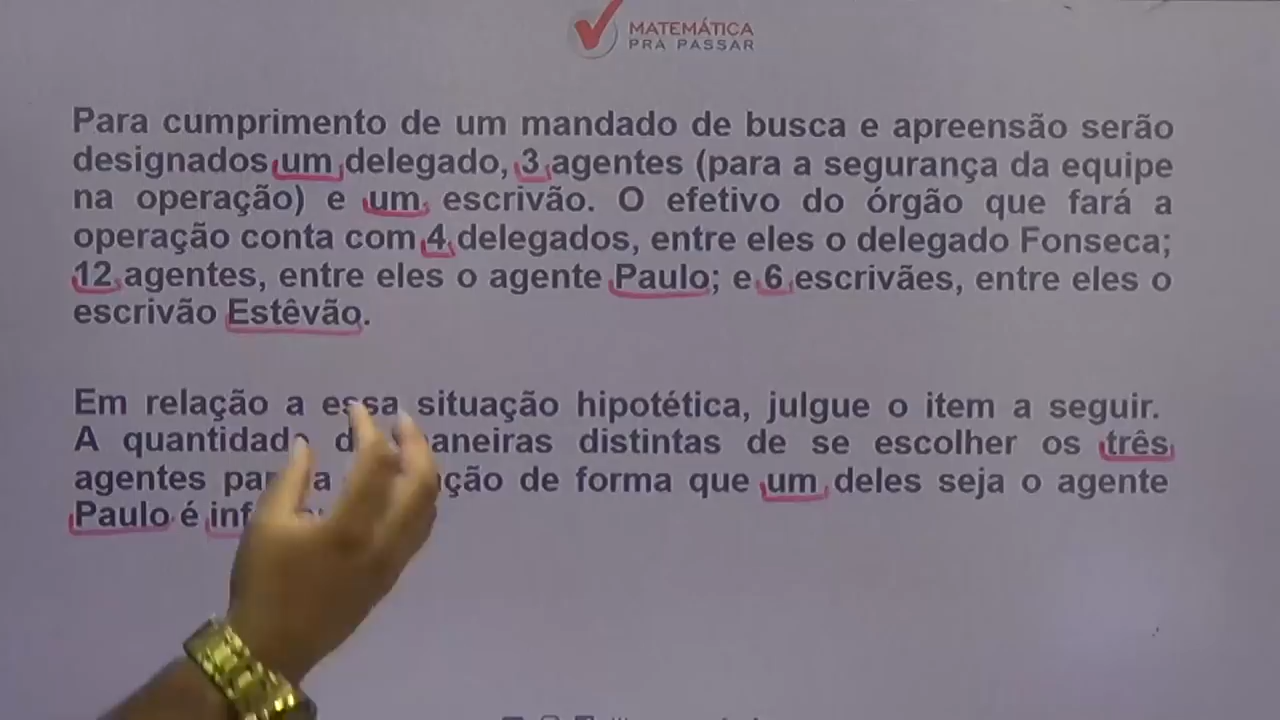 MATEMÁTICA
PRA PASSAR
Para cumprimento de um mandado de busca e apreensão serão
designados um delegado, 3 agentes (para a segurança da equipe
na operação) e um escrivão. O efetivo do órgão que fará a
operação conta com 4 delegados, entre eles o delegado Fonseca;
12 agentes, entre eles o agente Paulo; e 6 escrivães, entre eles o
escrivão Estêvão.
Em relação a essa situação hipotética, julgue o item a seguir.
A quantidade de maneiras distintas de se escolher os três
agentes para a operação de forma que um deles seja o agente
Paulo é